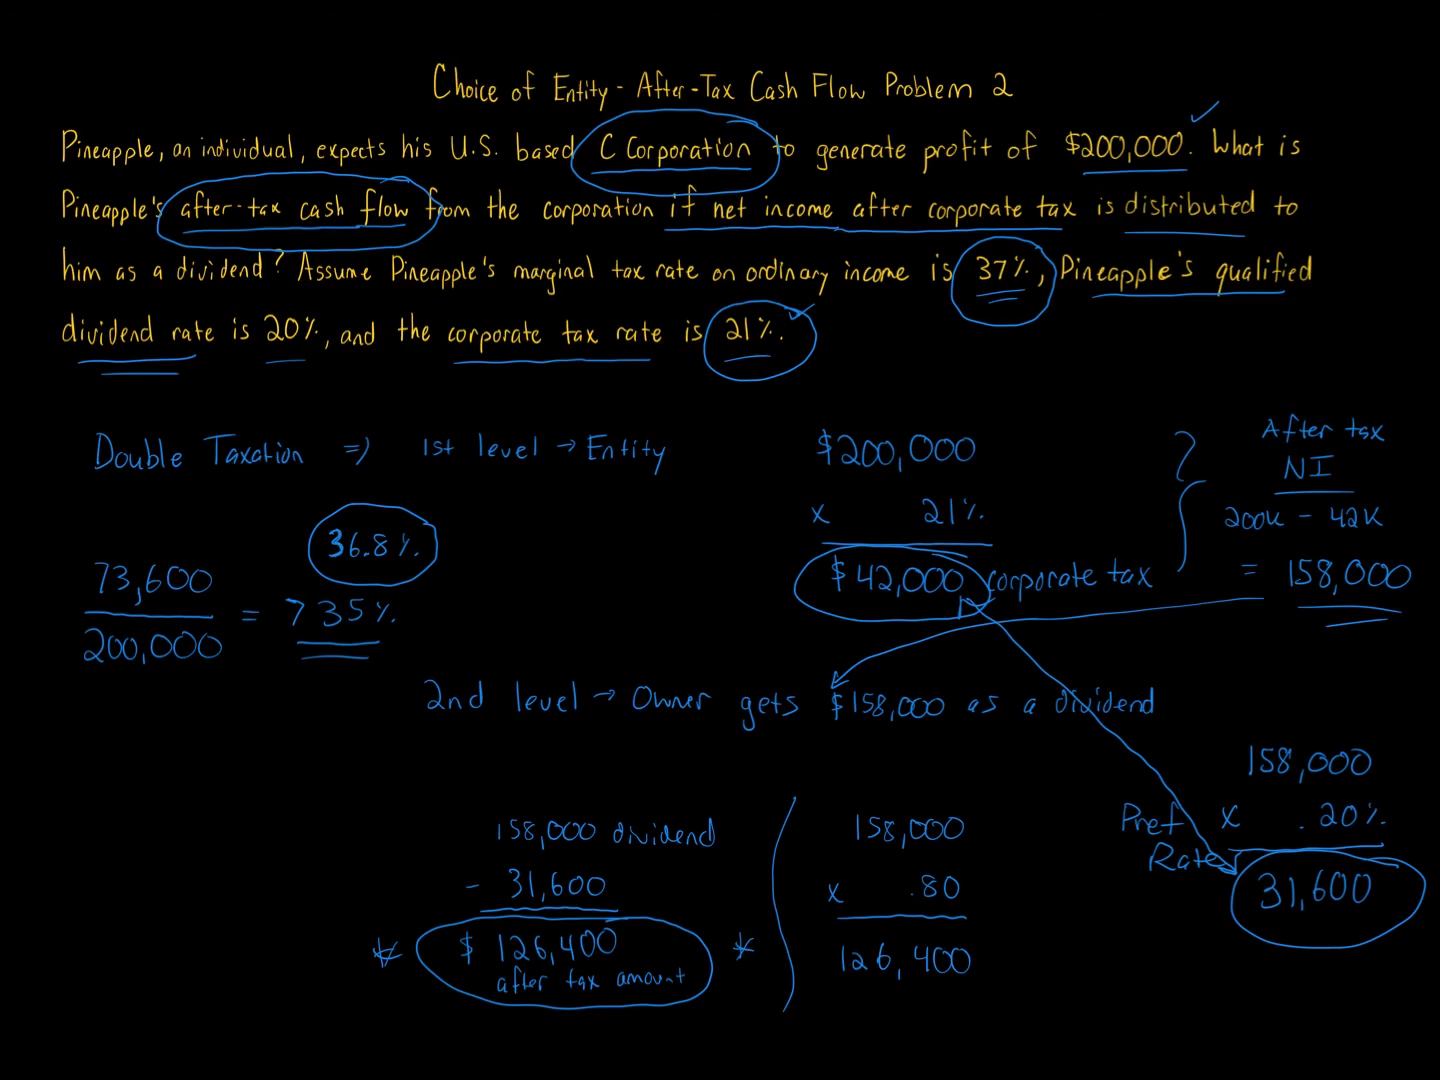 Choice of Entity - After-Tax Cash Flow Problem 2
Pineapple, an individual, expects his U.S. based C Corporation to generate profit of $200,000. What is
Pineapple's after-tax cash flow from the corporation if net income after corporate tax is distributed to
him as a dividend? Assume Pineapple's marginal tax rate on ordinary income is 37%, Pineapple's qualified
dividend rate is 20%, and the corporate tax rate is 21%.
Double Taxation => 1st level → Entity
$200,000
x 21%
$42,000 corporate tax
After tax
NI
200K - 42K
= 158,000
36.8%
73,600
200,000
= 735%
2nd level → Owner gets $158,000 as a dividend
158,000
Pref x .20%
Rate
31,600
158,000 dividend
- 31,600
* $126,400 *
after tax amount
158,000
x .80
126,400